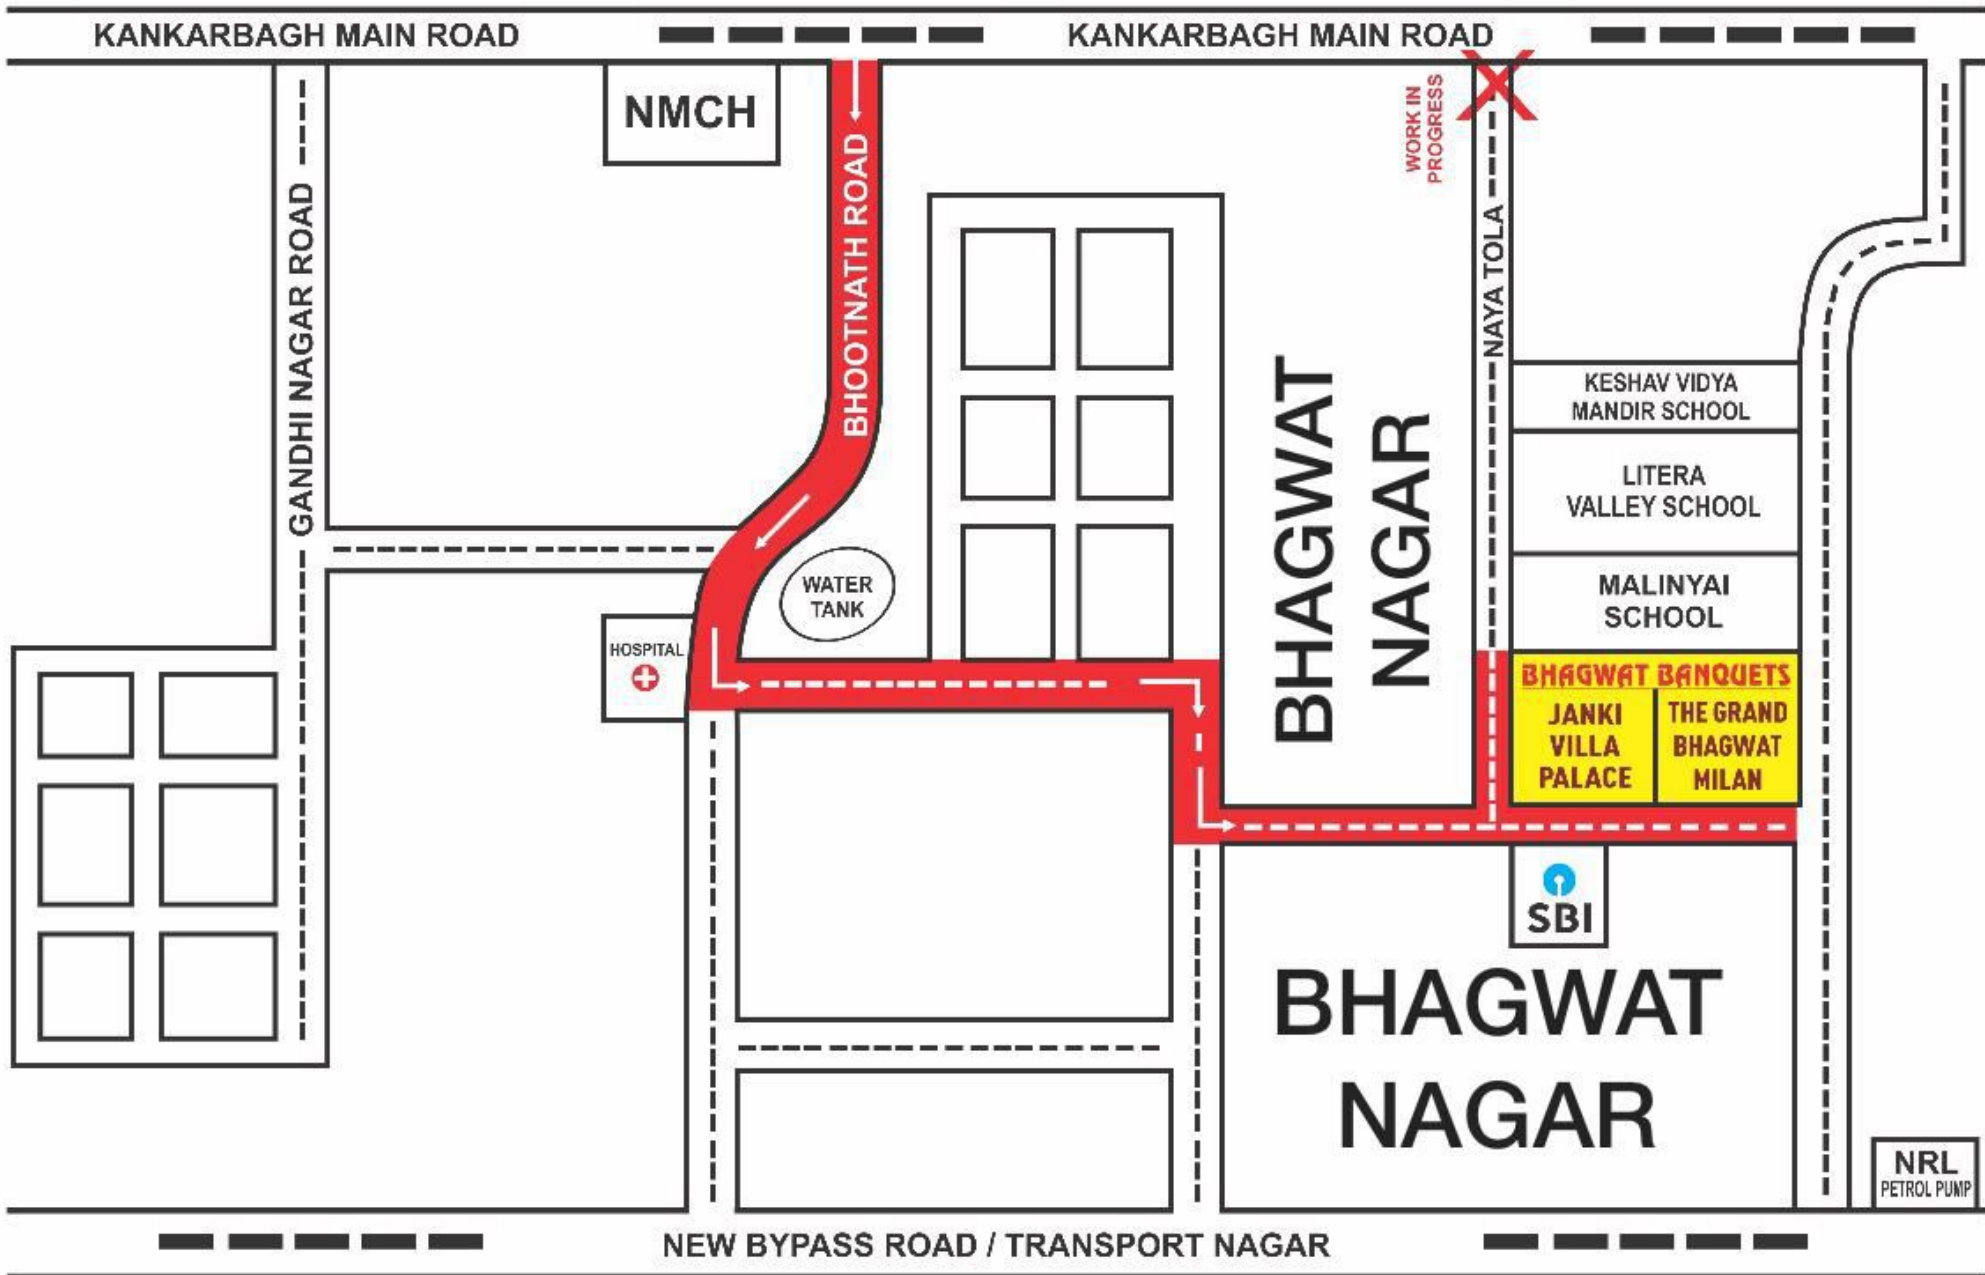 KANKARBAGH MAIN ROAD
KANKARBAGH MAIN ROAD
NMCH
WORK IN
PROGRESS
GANDHI NAGAR ROAD
BHOOTNATH ROAD
NAYA TOLA
KESHAV VIDYA
MANDIR SCHOOL
LITERA
VALLEY SCHOOL
BHAGWAT
NAGAR
WATER
TANK
MALINYAI
SCHOOL
HOSPITAL
BHAGWAT BANQUETS
JANKI
VILLA
PALACE
THE GRAND
BHAGWAT
MILAN
SBI
BHAGWAT
NAGAR
NRL
PETROL PUMP
NEW BYPASS ROAD / TRANSPORT NAGAR